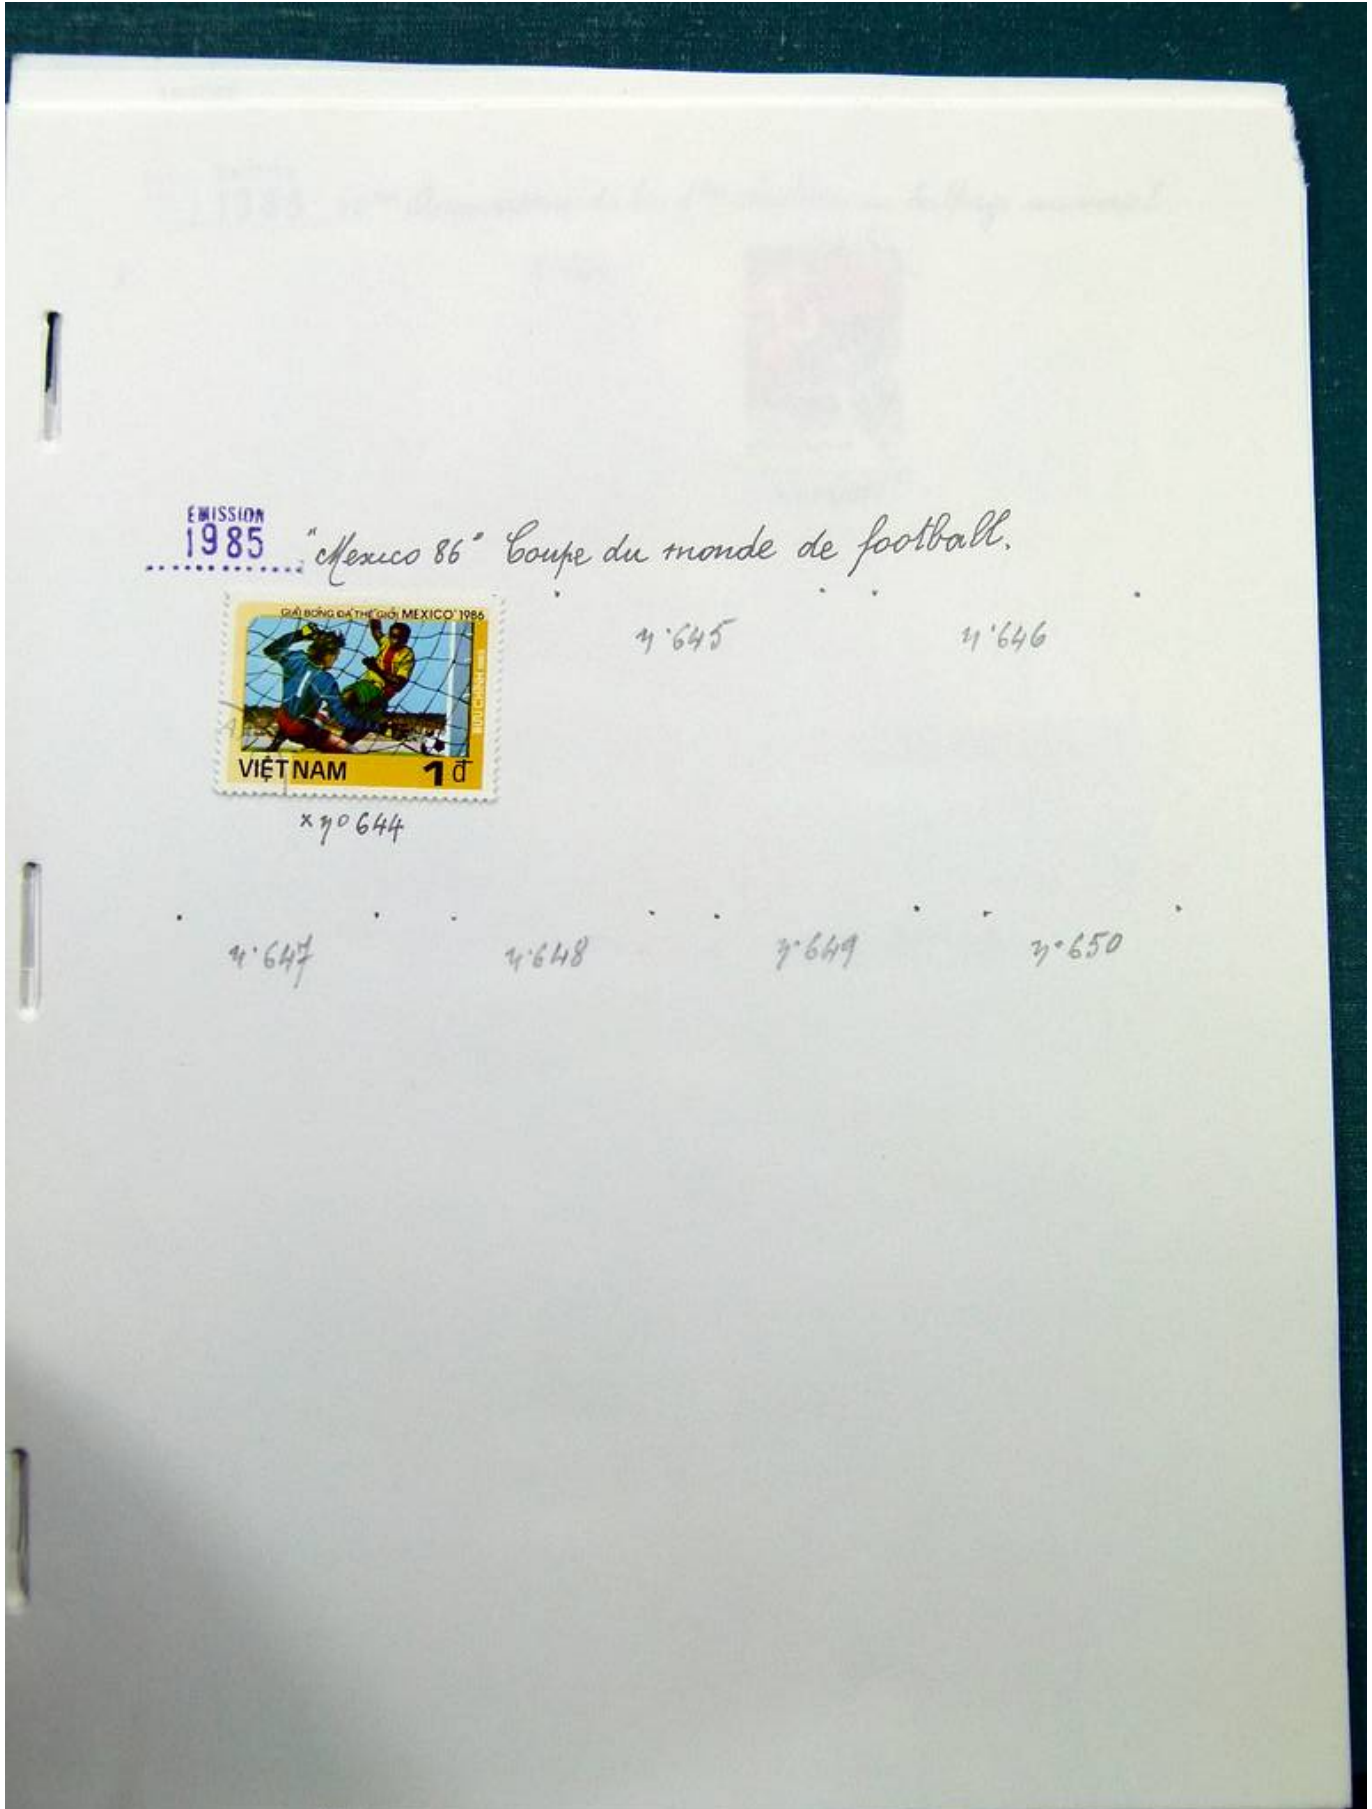 EMISSION
1985
"Mexico 86" Coupe du monde de football.
GIẢI BÓNG ĐÁ THẾ GIỚI MEXICO'1986
BƯU CHÍNH 1985
VIỆT NAM 1đ
n°645
n°646
x n° 644
n°647
n°648
n°649
n°650